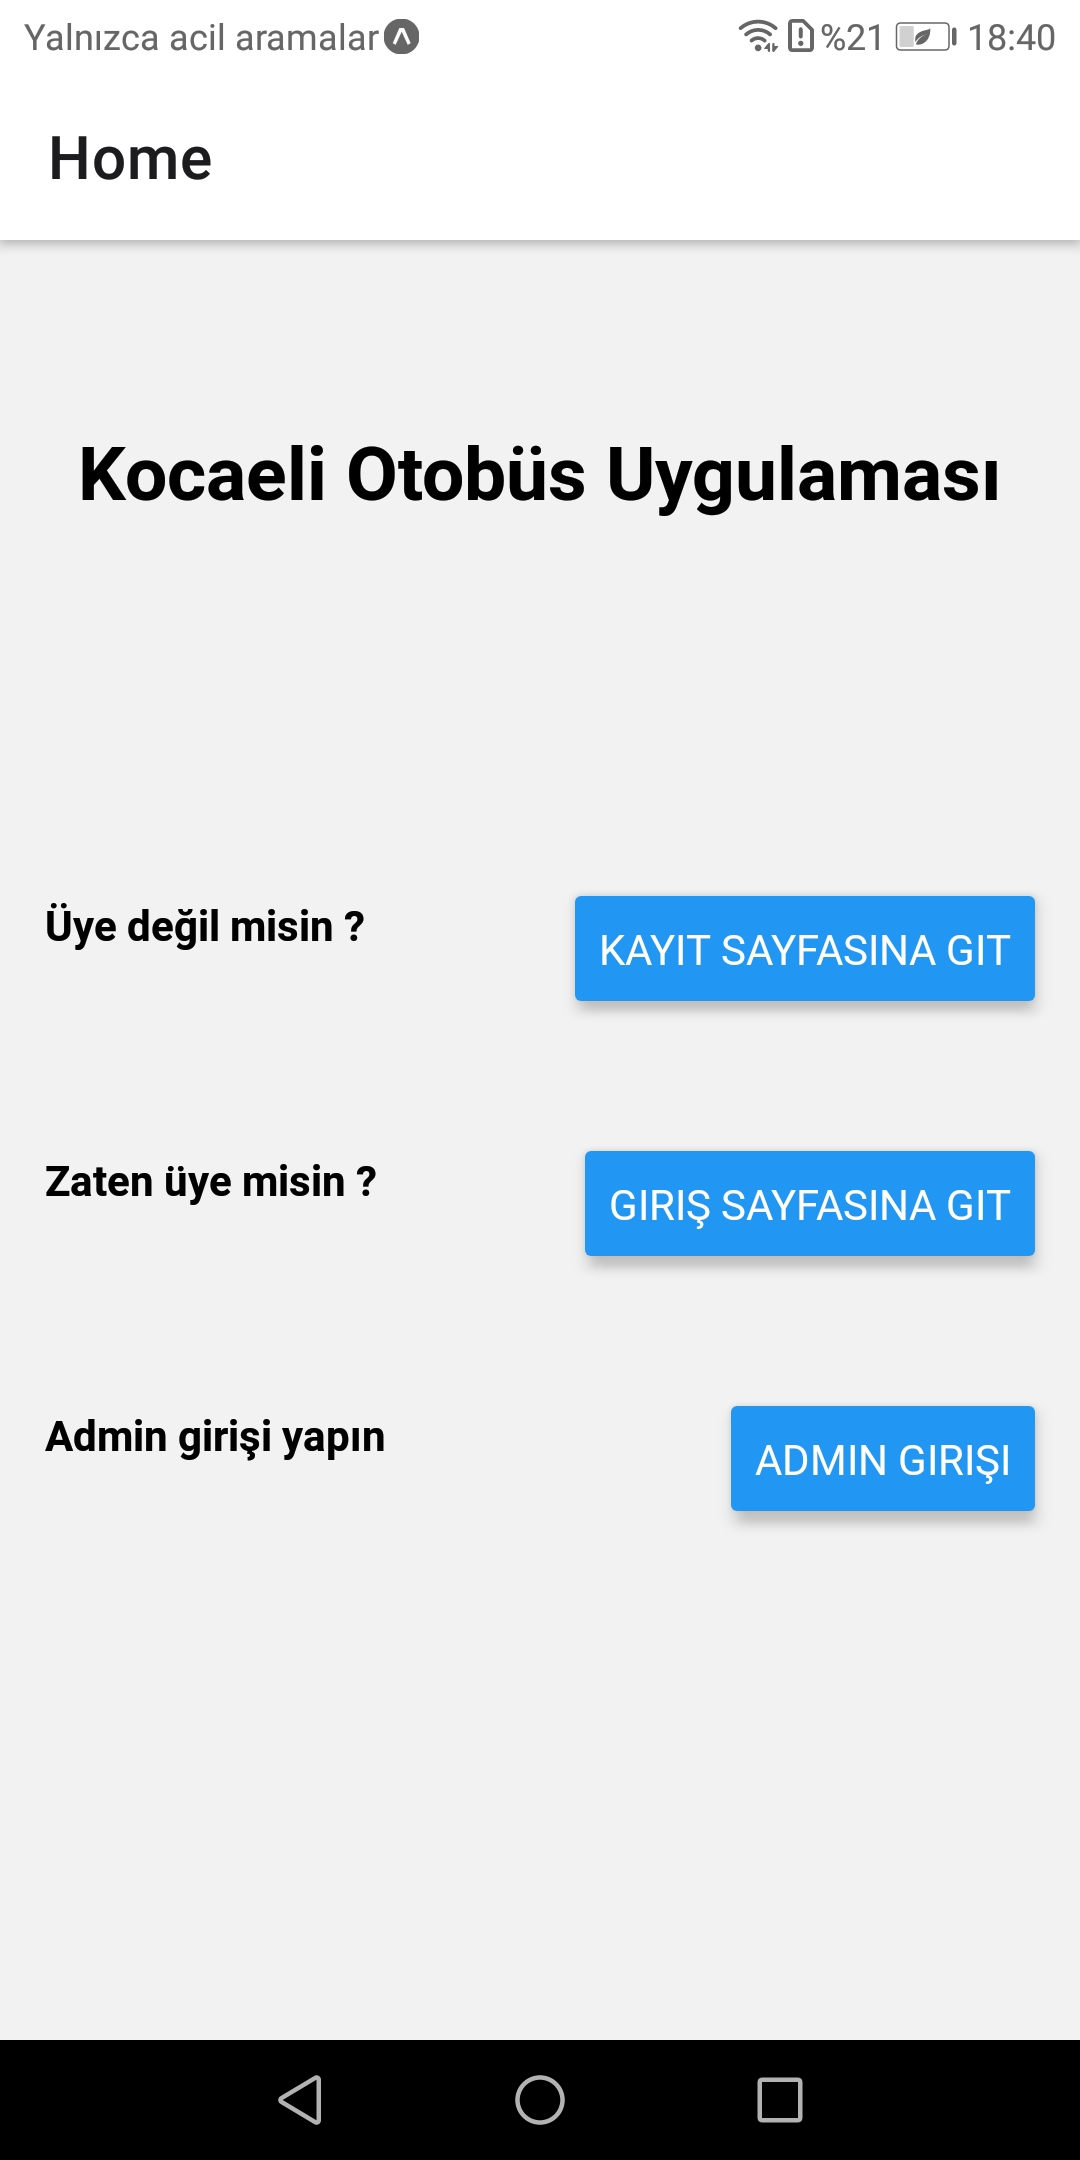 Yalnızca acil aramalar %21 18:40
Home
Kocaeli Otobüs Uygulaması
Üye değil misin ? KAYIT SAYFASINA GIT
Zaten üye misin ? GIRIŞ SAYFASINA GIT
Admin girişi yapın ADMIN GIRIŞI